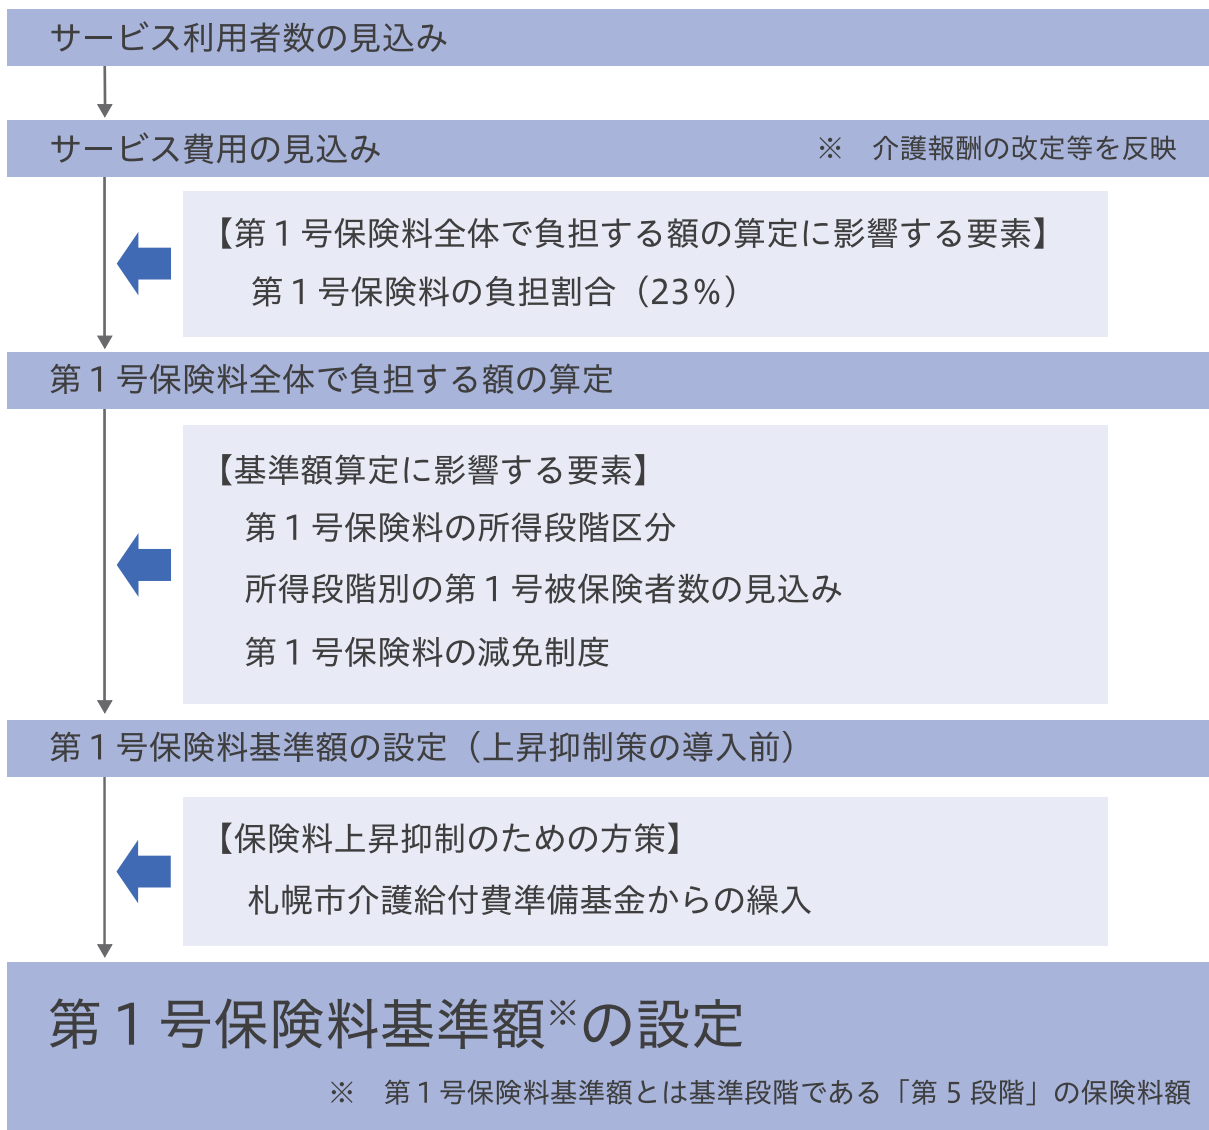 サービス利用者数の見込み
サービス費用の見込み
※　介護報酬の改定等を反映
【第１号保険料全体で負担する額の算定に影響する要素】
第１号保険料の負担割合（23％）
第１号保険料全体で負担する額の算定
【基準額算定に影響する要素】
第１号保険料の所得段階区分
所得段階別の第１号被保険者数の見込み
第１号保険料の減免制度
第１号保険料基準額の設定（上昇抑制策の導入前）
【保険料上昇抑制のための方策】
札幌市介護給付費準備基金からの繰入
第１号保険料基準額※の設定
※　第１号保険料基準額とは基準段階である「第５段階」の保険料額